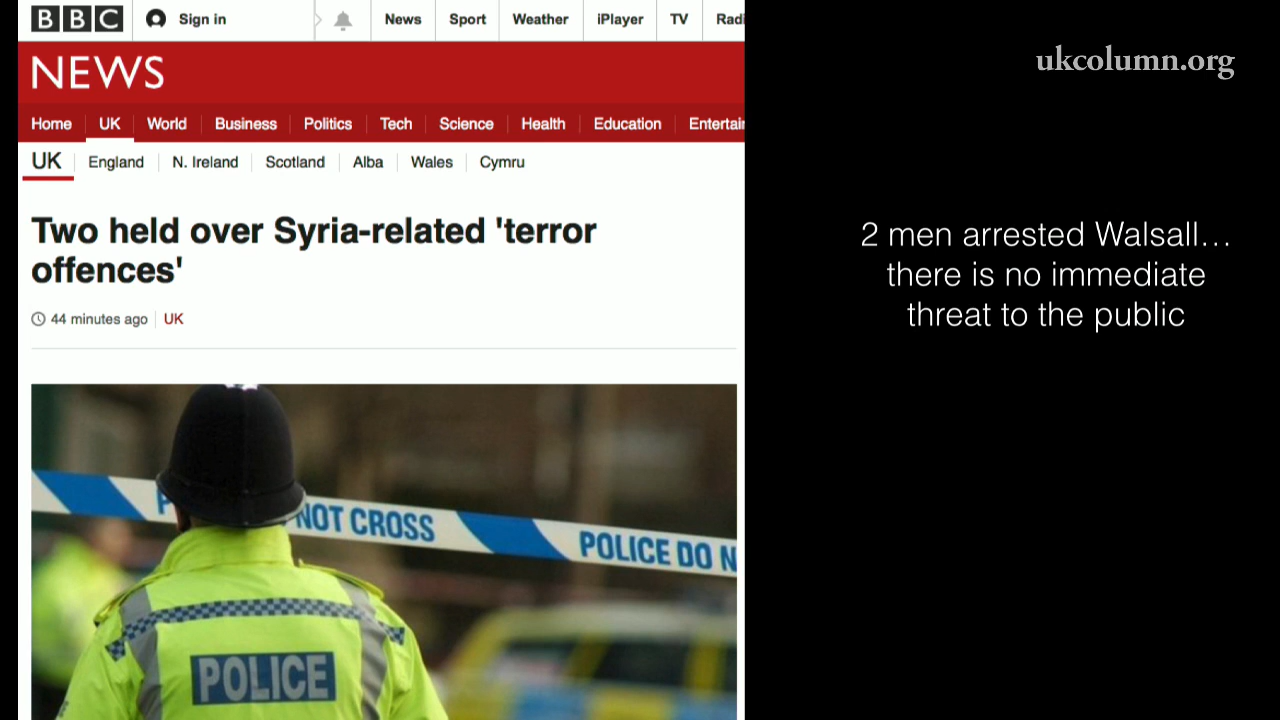 BBC Sign in News Sport Weather iPlayer TV Radi
NEWS
Home UK World Business Politics Tech Science Health Education Entertain
UK England N. Ireland Scotland Alba Wales Cymru
Two held over Syria-related 'terror
offences'
44 minutes ago UK
P NOT CROSS POLICE DO N
POLICE
ukcolumn.org
2 men arrested Walsall…
there is no immediate
threat to the public